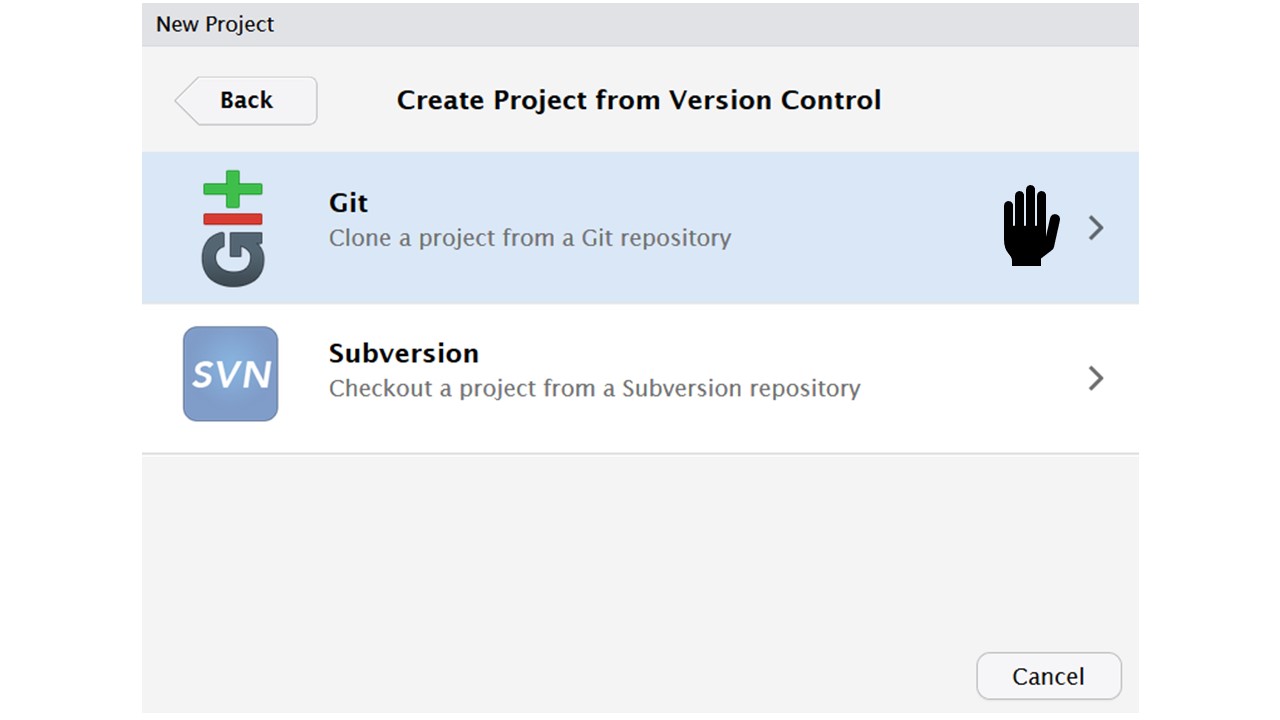 New Project
Back
Create Project from Version Control
GIt
Git
Clone a project from a Git repository
SVN
Subversion
Checkout a project from a Subversion repository
Cancel